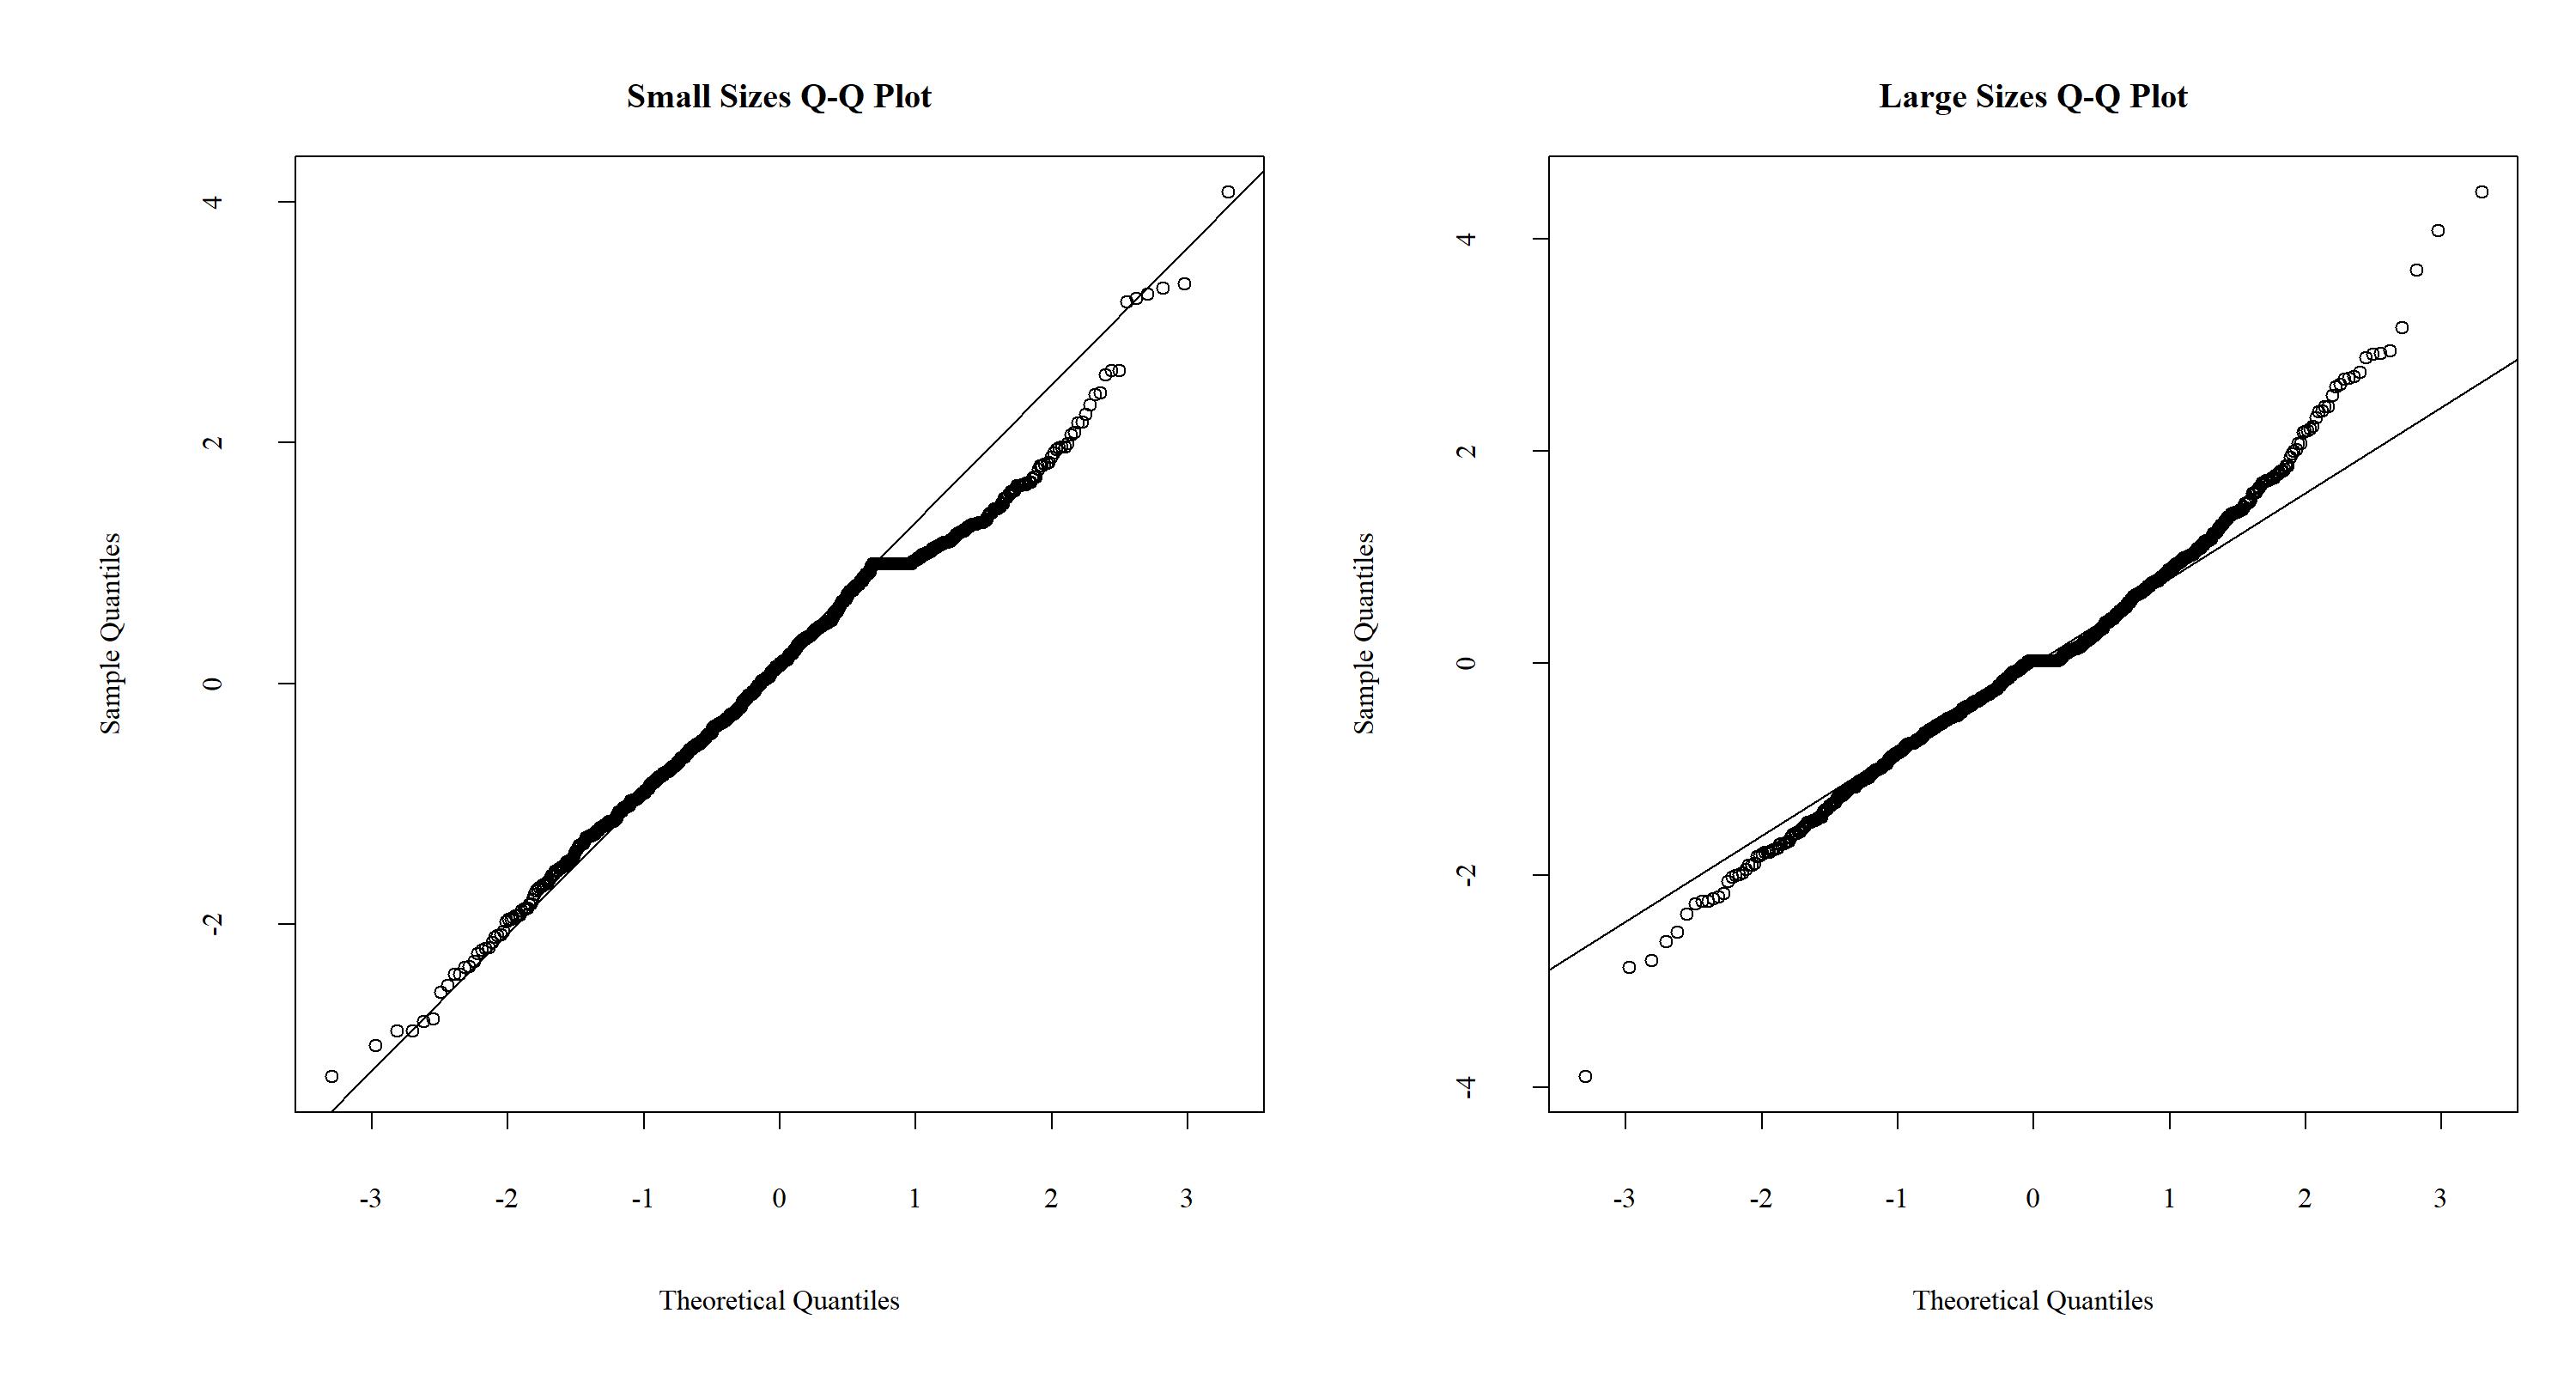 Small Sizes Q-Q Plot
Sample Quantiles
4
2
0
-2
-3 -2 -1 0 1 2 3
Theoretical Quantiles
Large Sizes Q-Q Plot
Sample Quantiles
4
2
0
-2
-4
-3 -2 -1 0 1 2 3
Theoretical Quantiles